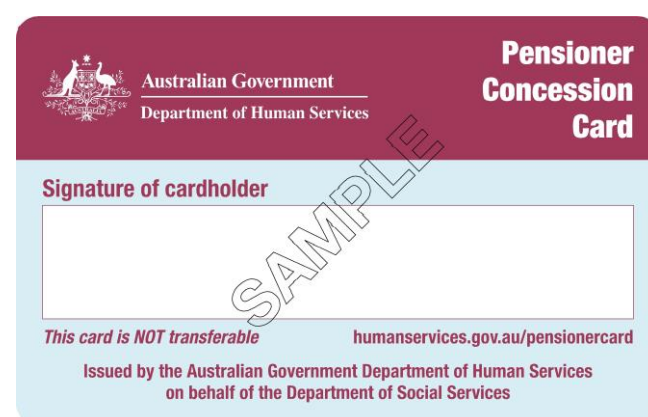 Australian Government
Department of Human Services
Pensioner
Concession
Card
Signature of cardholder
SAMPLE
This card is NOT transferable
humanservices.gov.au/pensionercard
Issued by the Australian Government Department of Human Services
on behalf of the Department of Social Services